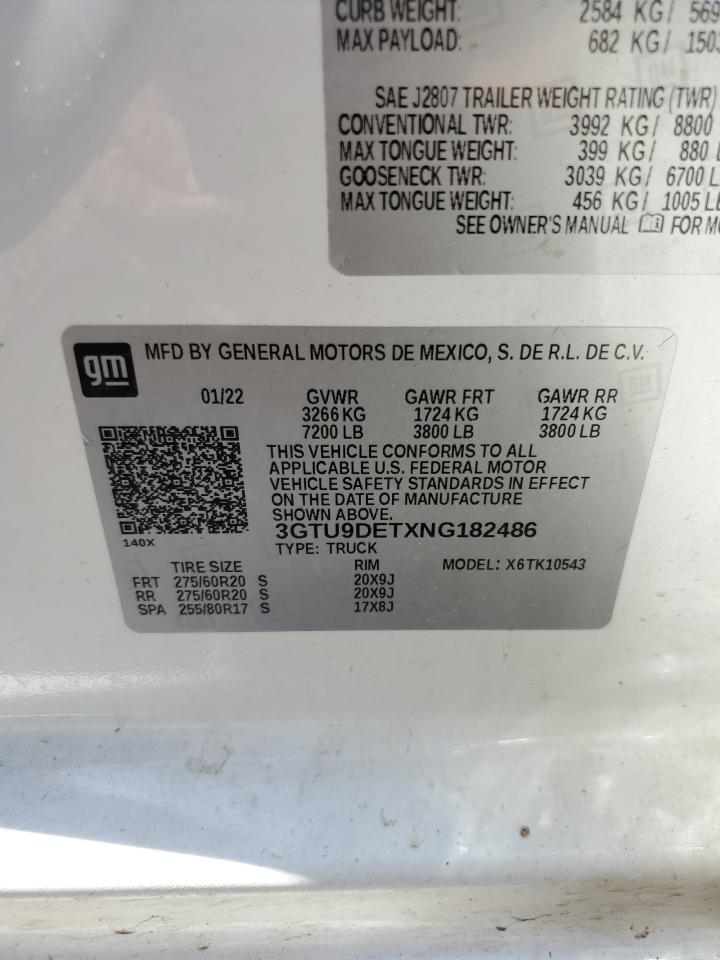 CURB WEIGHT: 2584 KG/ 569
MAX PAYLOAD: 682 KG/ 1503
SAE J2807 TRAILER WEIGHT RATING (TWR)
CONVENTIONAL TWR: 3992 KG/ 8800
MAX TONGUE WEIGHT: 399 KG/ 880 L
GOOSENECK TWR: 3039 KG/ 6700 L
MAX TONGUE WEIGHT: 456 KG/ 1005 LB
SEE OWNER'S MANUAL FOR MO
gm MFD BY GENERAL MOTORS DE MEXICO, S. DE R.L. DE C.V.
01/22 GVWR GAWR FRT GAWR RR
3266 KG 1724 KG 1724 KG
7200 LB 3800 LB 3800 LB
THIS VEHICLE CONFORMS TO ALL
APPLICABLE U.S. FEDERAL MOTOR
VEHICLE SAFETY STANDARDS IN EFFECT
ON THE DATE OF MANUFACTURE
SHOWN ABOVE.
3GTU9DETXNG182486
140X
TYPE: TRUCK
MODEL: X6TK10543
TIRE SIZE RIM
FRT 275/60R20 S 20X9J
RR 275/60R20 S 20X9J
SPA 255/80R17 S 17X8J